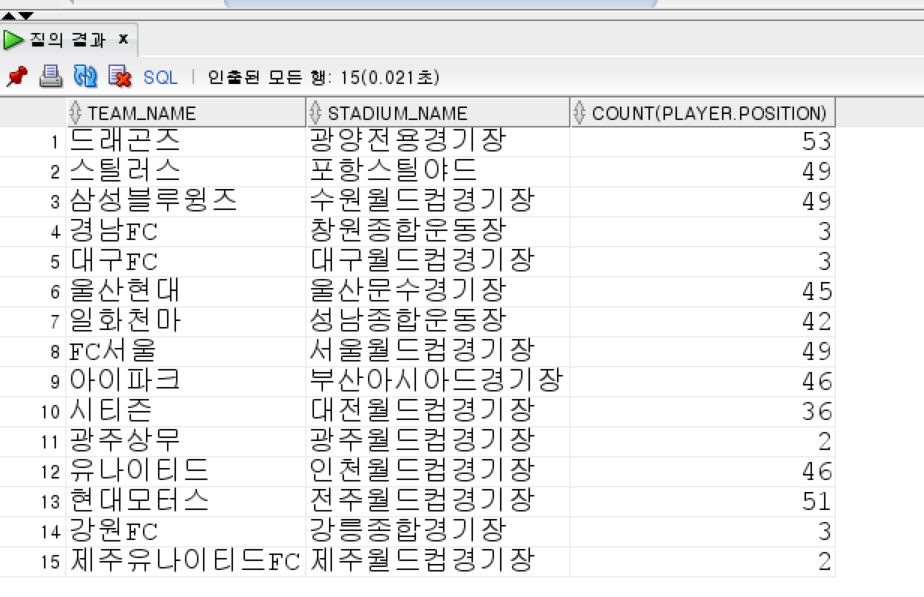 질의 결과 x
SQL | 인출된 모든 행: 15(0.021초)
TEAM_NAME STADIUM_NAME COUNT(PLAYER.POSITION)
1 드래곤즈 광양전용경기장 53
2 스틸러스 포항스틸야드 49
3 삼성블루윙즈 수원월드컵경기장 49
4 경남FC 창원종합운동장 3
5 대구FC 대구월드컵경기장 3
6 울산현대 울산문수경기장 45
7 일화천마 성남종합운동장 42
8 FC서울 서울월드컵경기장 49
9 아이파크 부산아시아드경기장 46
10 시티즌 대전월드컵경기장 36
11 광주상무 광주월드컵경기장 2
12 유나이티드 인천월드컵경기장 46
13 현대모터스 전주월드컵경기장 51
14 강원FC 강릉종합경기장 3
15 제주유나이티드FC 제주월드컵경기장 2